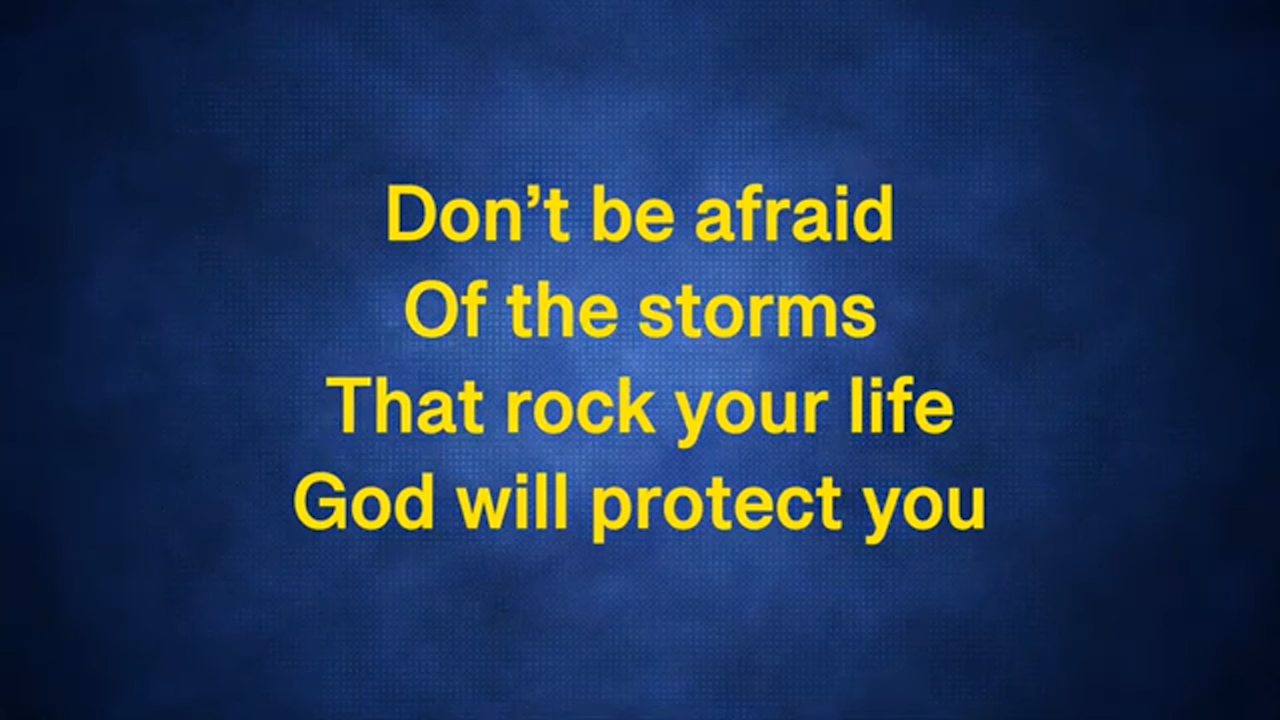 Don’t be afraid
Of the storms
That rock your life
God will protect you